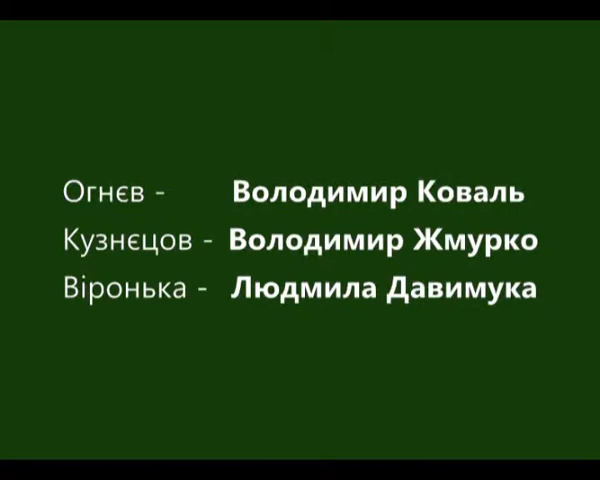 Огнєв - Володимир Коваль
Кузнєцов - Володимир Жмурко
Віронька - Людмила Давимука